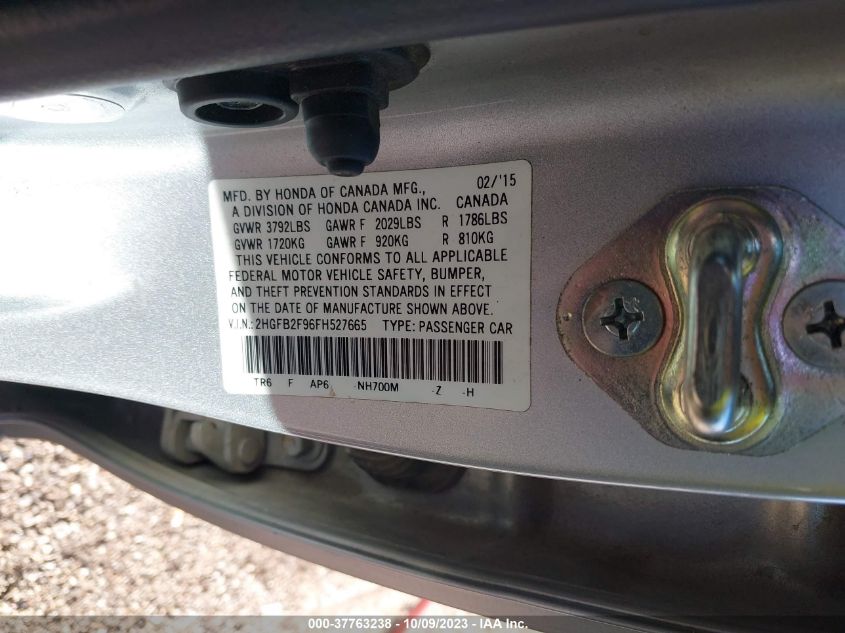 MFD. BY HONDA OF CANADA MFG., 02/'15
A DIVISION OF HONDA CANADA INC. CANADA
GVWR 3792LBS GAWR F 2029LBS R 1786LBS
GVWR 1720KG GAWR F 920KG R 810KG
THIS VEHICLE CONFORMS TO ALL APPLICABLE
FEDERAL MOTOR VEHICLE SAFETY, BUMPER,
AND THEFT PREVENTION STANDARDS IN EFFECT
ON THE DATE OF MANUFACTURE SHOWN ABOVE.
V.I.N.:2HGFB2F96FH527665 TYPE: PASSENGER CAR
TR6 F AP6 NH700M -Z -H
000-37763238 - 10/09/2023 - IAA Inc.